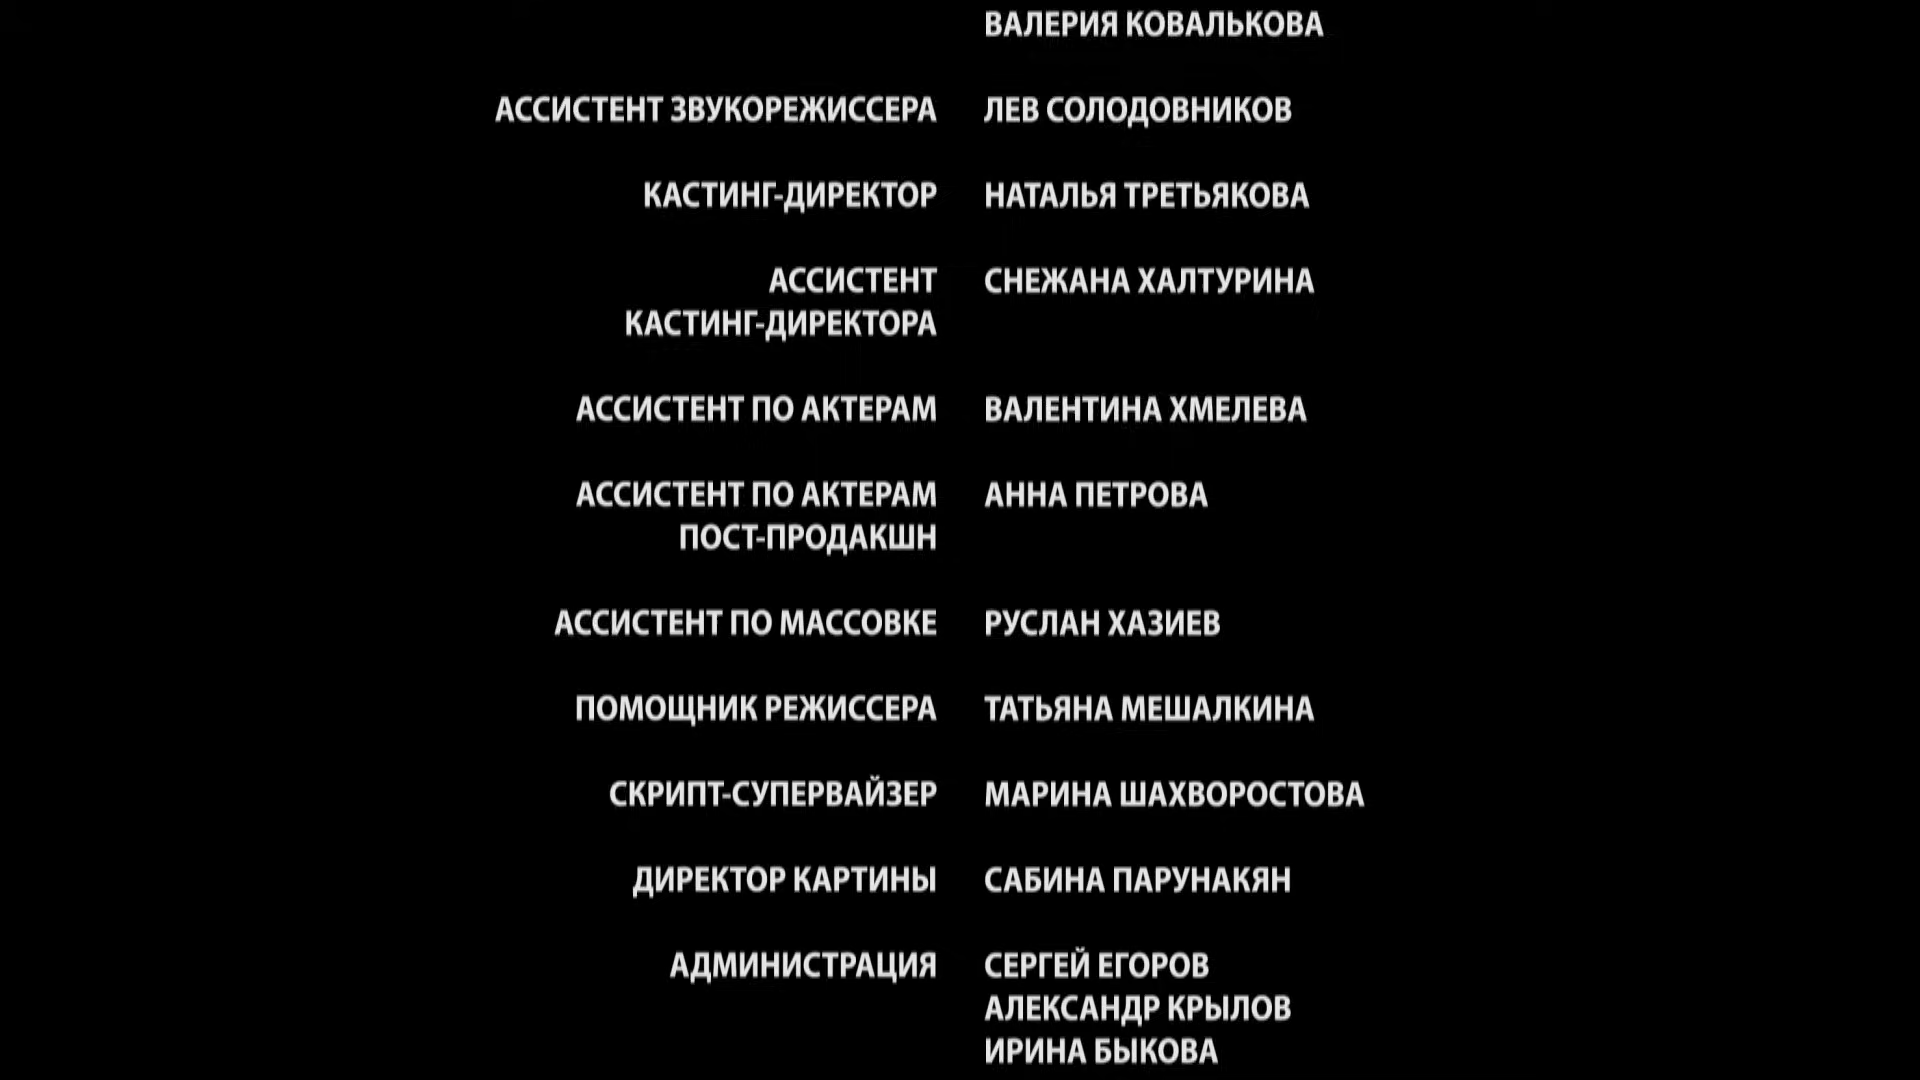 ВАЛЕРИЯ КОВАЛЬКОВА
АССИСТЕНТ ЗВУКОРЕЖИССЕРА ЛЕВ СОЛОДОВНИКОВ
КАСТИНГ-ДИРЕКТОР НАТАЛЬЯ ТРЕТЬЯКОВА
АССИСТЕНТ СНЕЖАНА ХАЛТУРИНА
КАСТИНГ-ДИРЕКТОРА
АССИСТЕНТ ПО АКТЕРАМ ВАЛЕНТИНА ХМЕЛЕВА
АССИСТЕНТ ПО АКТЕРАМ АННА ПЕТРОВА
ПОСТ-ПРОДАКШН
АССИСТЕНТ ПО МАССОВКЕ РУСЛАН ХАЗИЕВ
ПОМОЩНИК РЕЖИССЕРА ТАТЬЯНА МЕШАЛКИНА
СКРИПТ-СУПЕРВАЙЗЕР МАРИНА ШАХВОРОСТОВА
ДИРЕКТОР КАРТИНЫ САБИНА ПАРУНАКЯН
АДМИНИСТРАЦИЯ СЕРГЕЙ ЕГОРОВ
АЛЕКСАНДР КРЫЛОВ
ИРИНА БЫКОВА